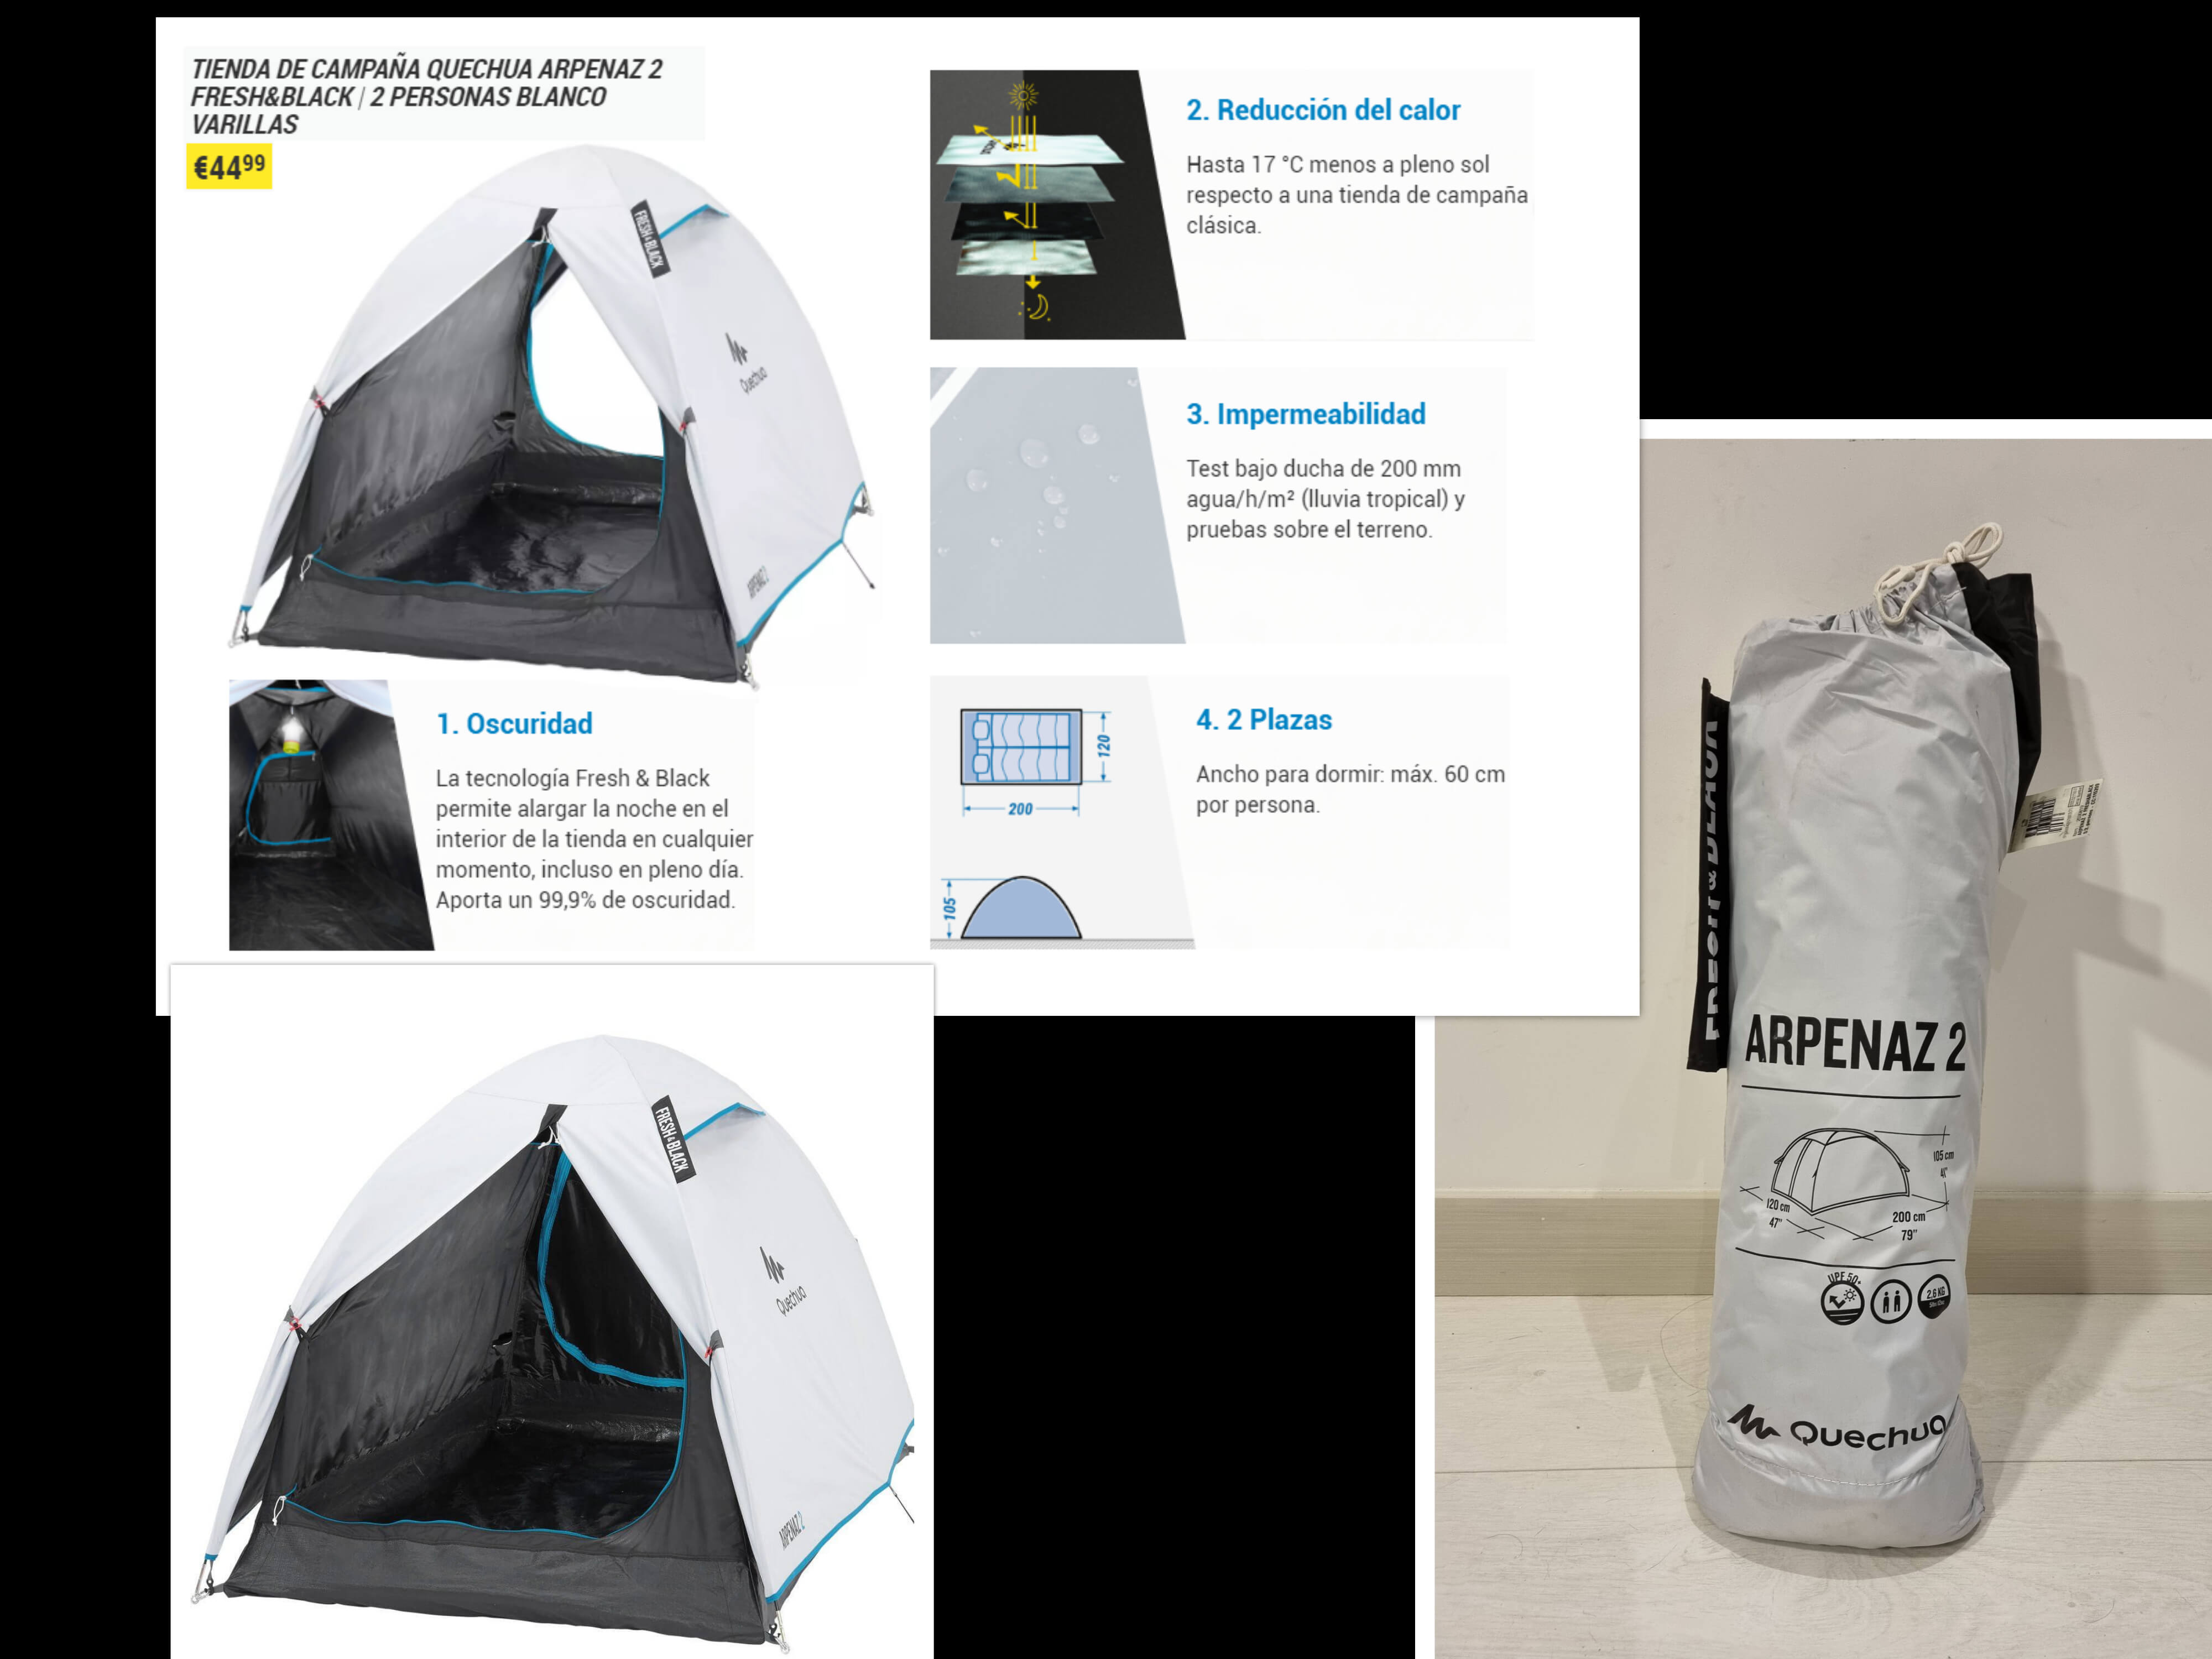 TIENDA DE CAMPAÑA QUECHUA ARPENAZ 2
FRESH&BLACK | 2 PERSONAS BLANCO
VARILLAS
€44⁹⁹
FRESH&BLACK
Quechua
ARPENAZ 2
1. Oscuridad
La tecnología Fresh & Black
permite alargar la noche en el
interior de la tienda en cualquier
momento, incluso en pleno día.
Aporta un 99,9% de oscuridad.
2. Reducción del calor
Hasta 17 °C menos a pleno sol
respecto a una tienda de campaña
clásica.
3. Impermeabilidad
Test bajo ducha de 200 mm
agua/h/m² (lluvia tropical) y
pruebas sobre el terreno.
4. 2 Plazas
Ancho para dormir: máx. 60 cm
por persona.
120
200
105
FRESH&BLACK
Quechua
ARPENAZ 2
FRESH & BLACK
ARPENAZ 2
105 cm
41"
120 cm
47"
200 cm
79"
UPF 50+
2.6 KG
Quechua